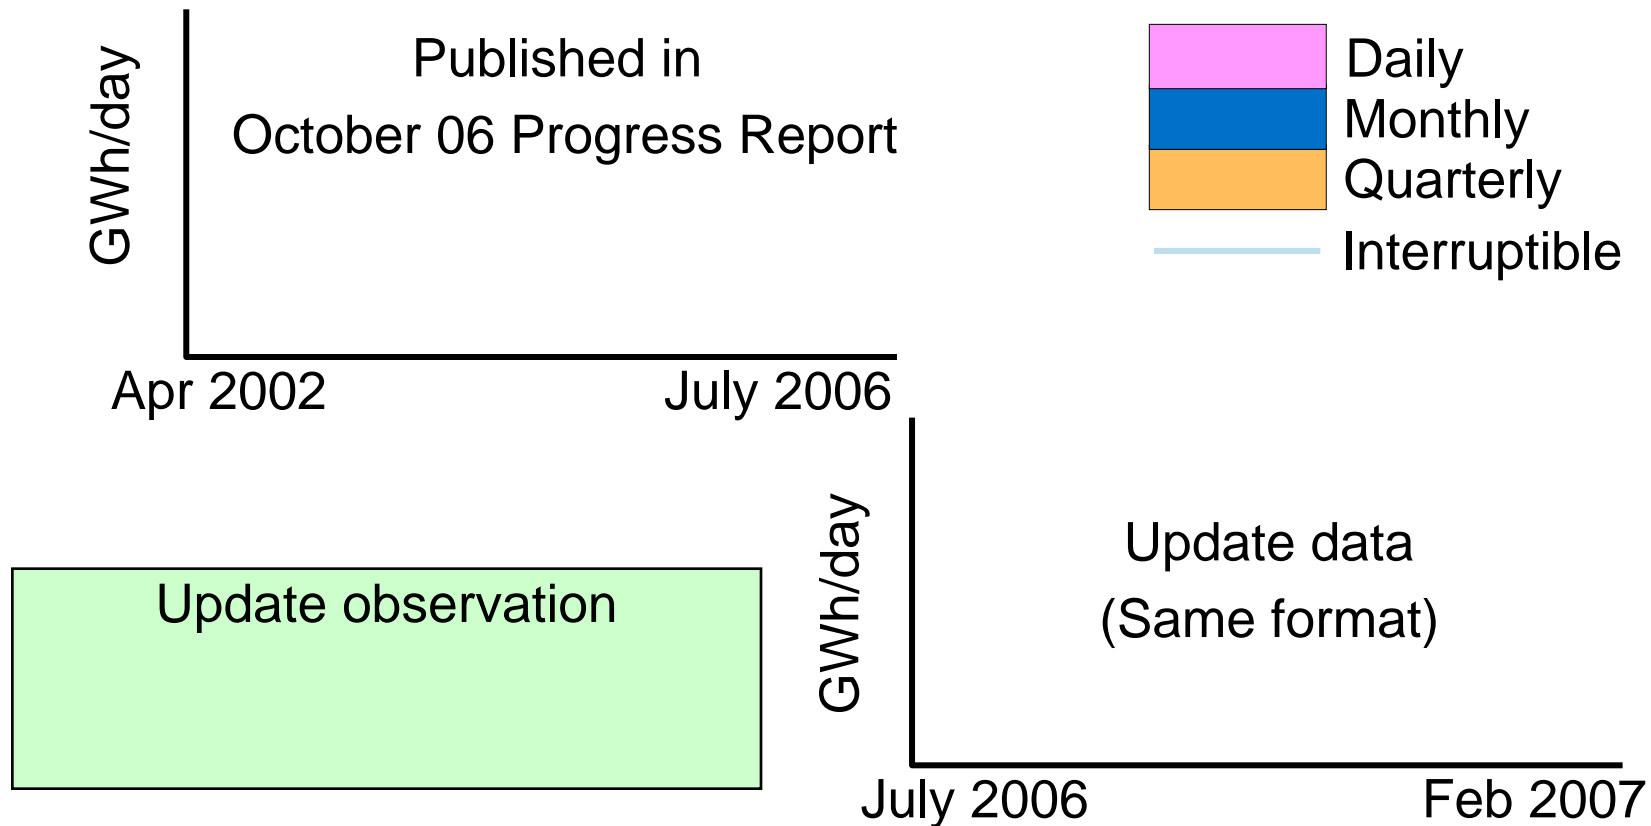 GWh/day
Published in
October 06 Progress Report
Apr 2002
July 2006
Daily
Monthly
Quarterly
Interruptible
Update observation
GWh/day
Update data
(Same format)
July 2006
Feb 2007